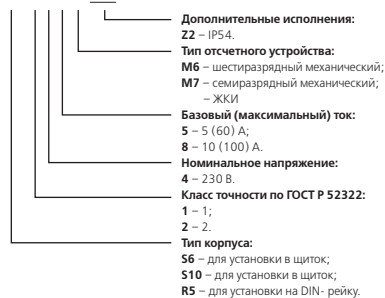 Дополнительные исполнения:
Z2 – IP54.
Тип отсчетного устройства:
M6 – шестиразрядный механический;
M7 – семиразрядный механический;
– ЖКИ
Базовый (максимальный) ток:
5 – 5 (60) А;
8 – 10 (100) А.
Номинальное напряжение:
4 – 230 В.
Класс точности по ГОСТ Р 52322:
1 – 1;
2 – 2.
Тип корпуса:
S6 – для установки в щиток;
S10 – для установки в щиток;
R5 – для установки на DIN- рейку.